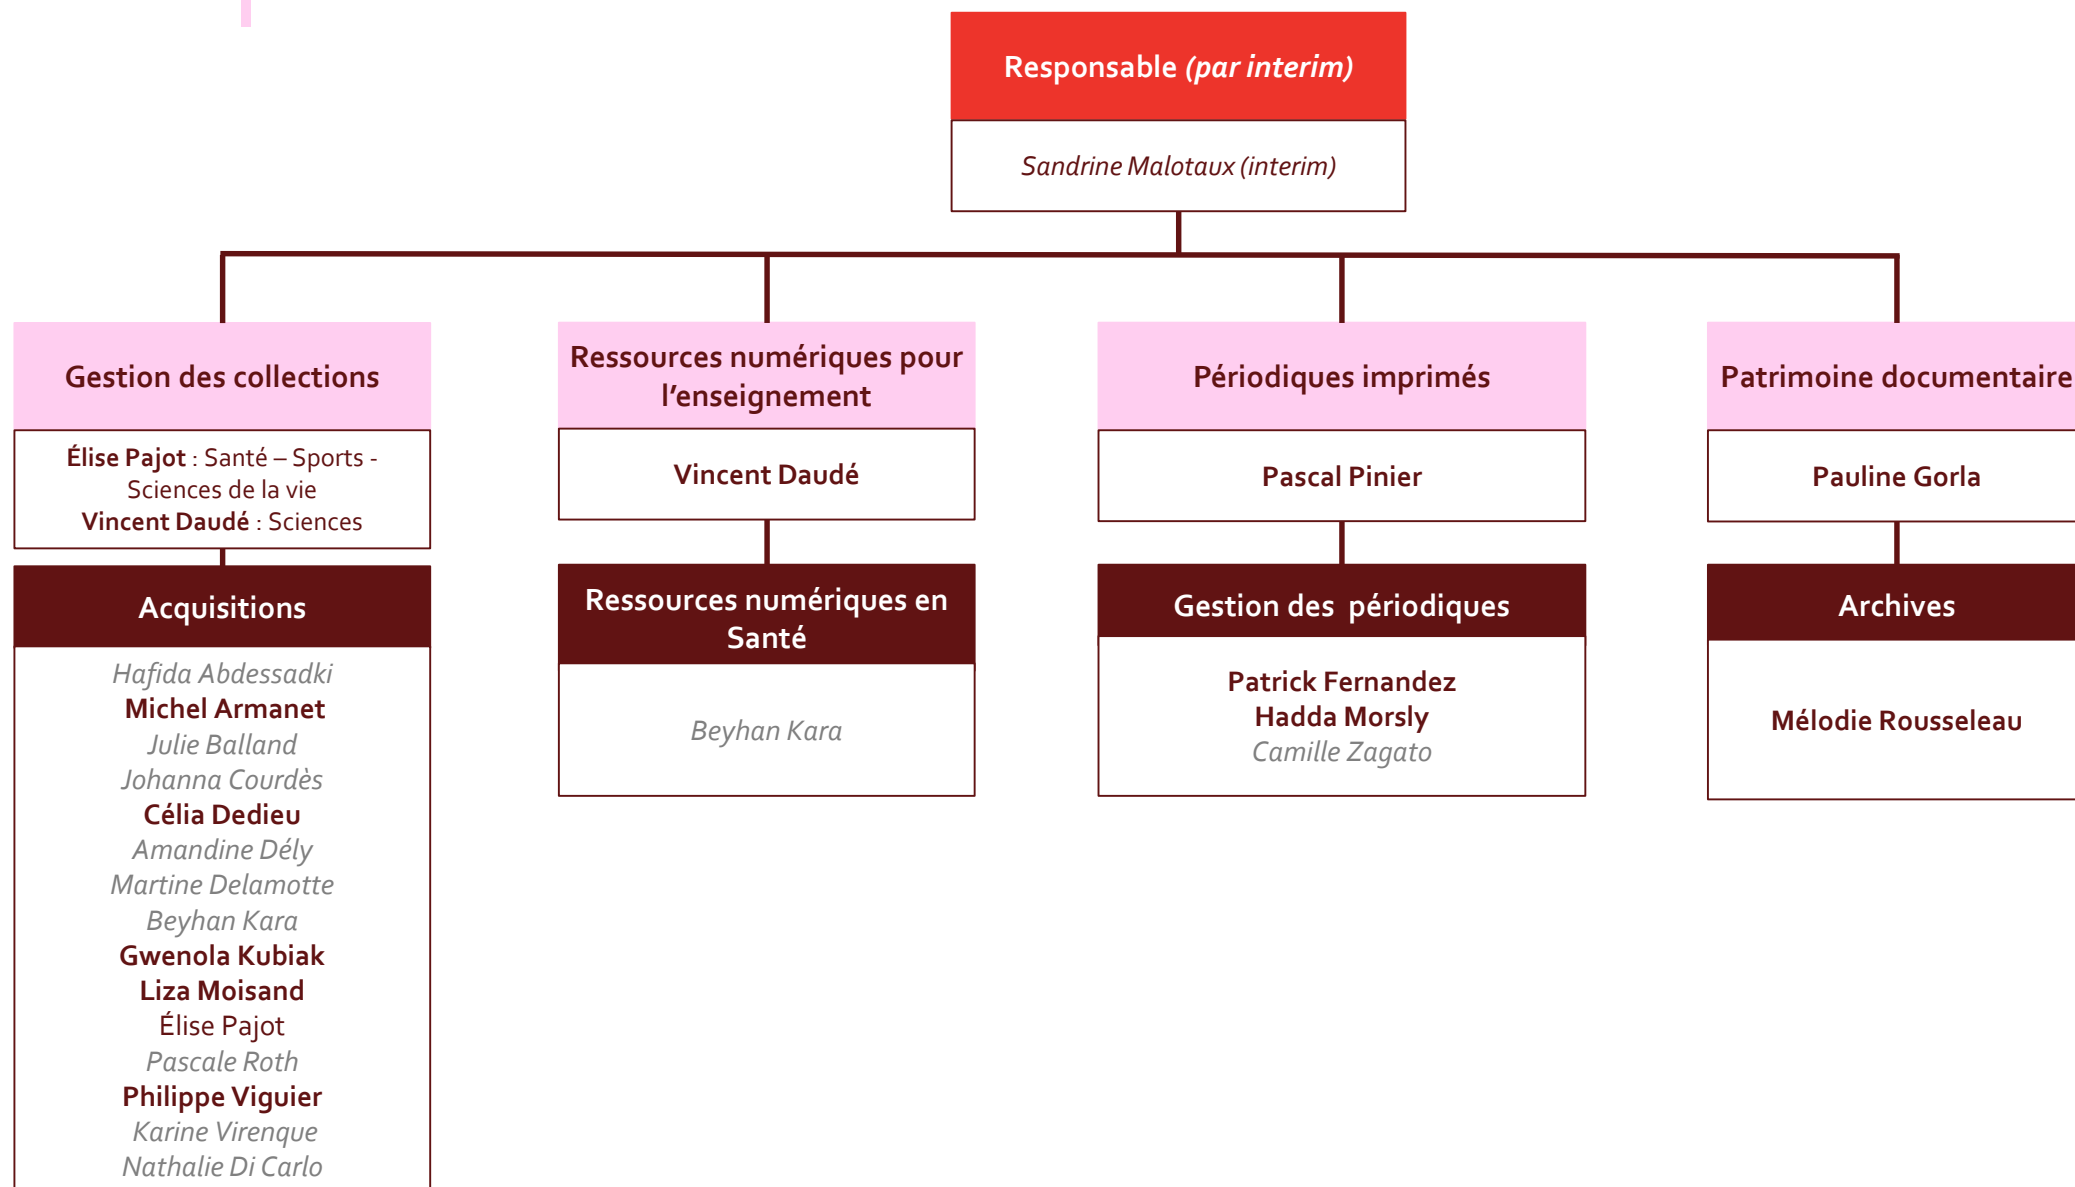 Responsable (par interim)
Sandrine Malotaux (interim)
Gestion des collections
Élise Pajot : Santé – Sports -
Sciences de la vie
Vincent Daudé : Sciences
Acquisitions
Hafida Abdessadki
Michel Armanet
Julie Balland
Johanna Courdès
Célia Dedieu
Amandine Dély
Martine Delamotte
Beyhan Kara
Gwenola Kubiak
Liza Moisand
Élise Pajot
Pascale Roth
Philippe Viguier
Karine Virenque
Nathalie Di Carlo
Ressources numériques pour
l’enseignement
Vincent Daudé
Ressources numériques en
Santé
Beyhan Kara
Périodiques imprimés
Pascal Pinier
Gestion des  périodiques
Patrick Fernandez
Hadda Morsly
Camille Zagato
Patrimoine documentaire
Pauline Gorla
Archives
Mélodie Rousseleau